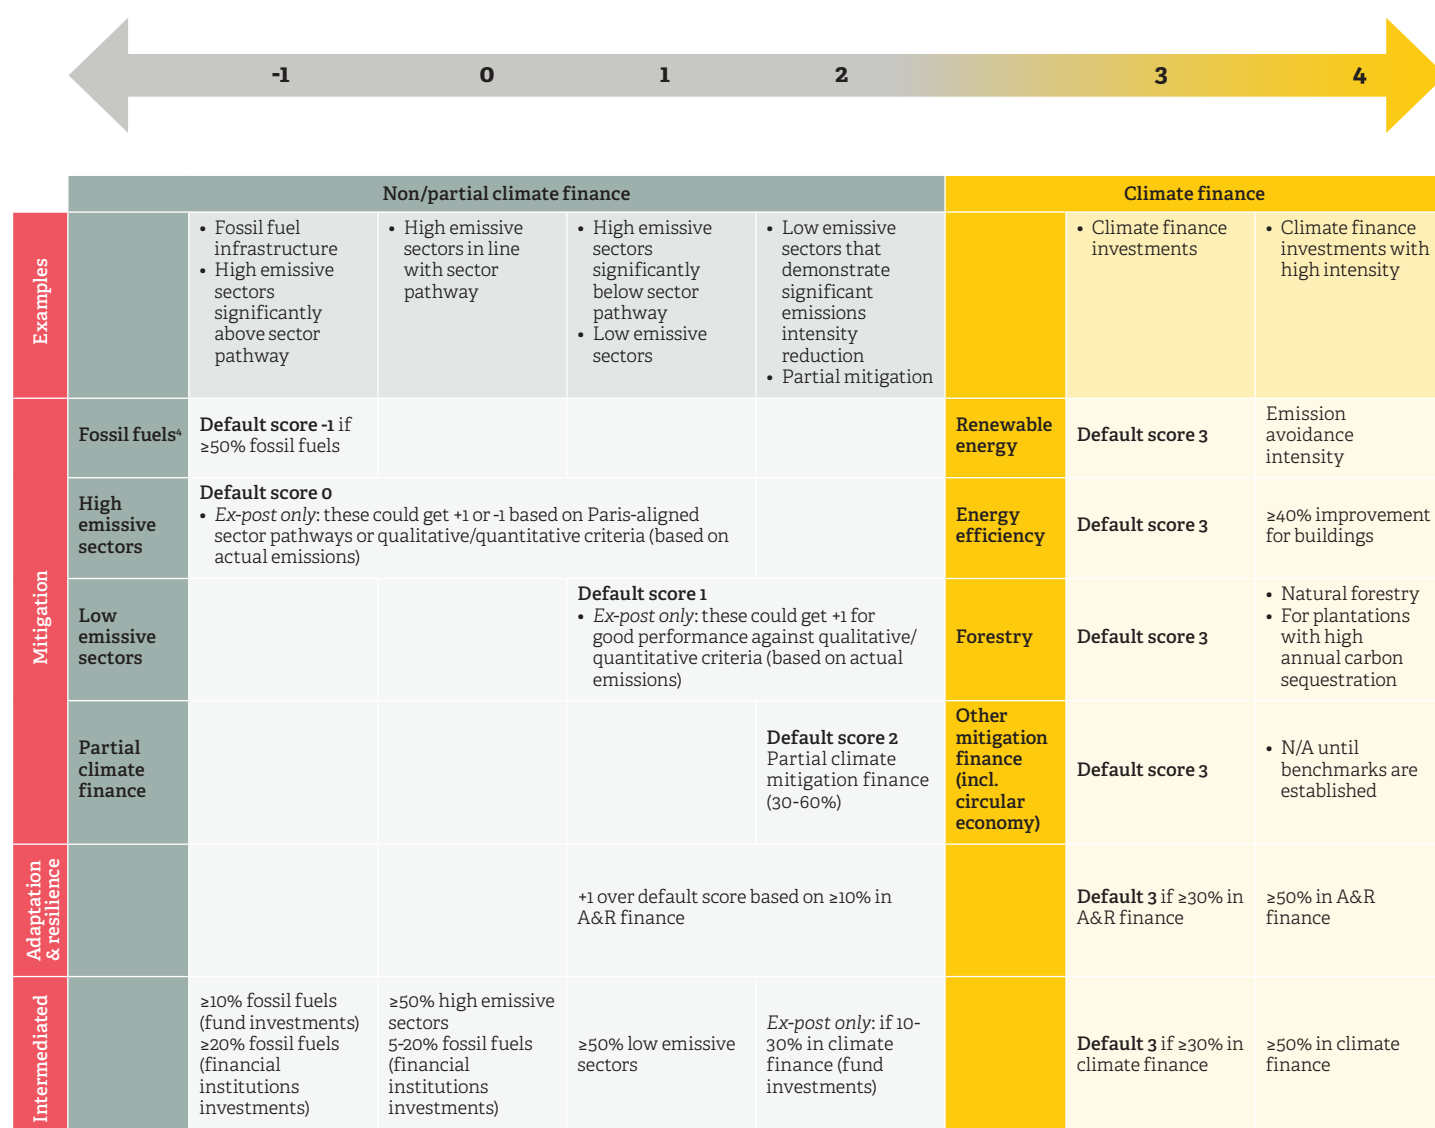 -1 0 1 2 3 4
Non/partial climate finance
Climate finance
Examples
• Fossil fuel
infrastructure
• High emissive
sectors
significantly
above sector
pathway
• High emissive
sectors in line
with sector
pathway
• High emissive
sectors
significantly
below sector
pathway
• Low emissive
sectors
• Low emissive
sectors that
demonstrate
significant
emissions
intensity
reduction
• Partial mitigation
• Climate finance
investments
• Climate finance
investments with
high intensity
Mitigation
Fossil fuels⁴
Default score -1 if
≥50% fossil fuels
Renewable
energy
Default score 3
Emission
avoidance
intensity
High
emissive
sectors
Default score 0
• Ex-post only: these could get +1 or -1 based on Paris-aligned
sector pathways or qualitative/quantitative criteria (based on
actual emissions)
Energy
efficiency
Default score 3
≥40% improvement
for buildings
Low
emissive
sectors
Default score 1
• Ex-post only: these could get +1 for
good performance against qualitative/
quantitative criteria (based on actual
emissions)
Forestry
Default score 3
• Natural forestry
• For plantations
with high
annual carbon
sequestration
Partial
climate
finance
Default score 2
Partial climate
mitigation finance
(30-60%)
Other
mitigation
finance
(incl.
circular
economy)
Default score 3
• N/A until
benchmarks are
established
Adaptation
& resilience
+1 over default score based on ≥10% in
A&R finance
Default 3 if ≥30% in
A&R finance
≥50% in A&R
finance
Intermediated
≥10% fossil fuels
(fund investments)
≥20% fossil fuels
(financial
institutions
investments)
≥50% high emissive
sectors
5-20% fossil fuels
(financial
institutions
investments)
≥50% low emissive
sectors
Ex-post only: if 10-
30% in climate
finance (fund
investments)
Default 3 if ≥30% in
climate finance
≥50% in climate
finance